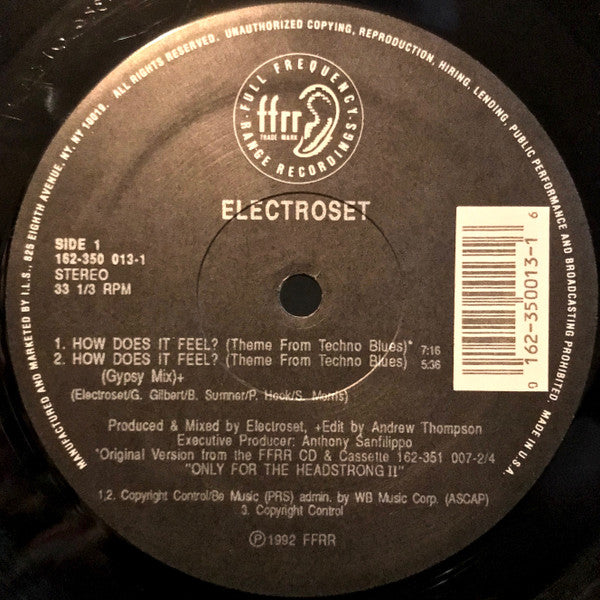 MANUFACTURED AND MARKETED BY I.L.S., 825 EIGHTH AVENUE, NY, NY 10019. ALL RIGHTS RESERVED. UNAUTHORIZED COPYING, REPRODUCTION, HIRING, LENDING, PUBLIC PERFORMANCE AND BROADCASTING PROHIBITED. MADE IN U.S.A.
FULL FREQUENCY
ffrr
TRADE MARK
RANGE RECORDINGS
ELECTROSET
SIDE 1
162-350 013-1
STEREO
33 1/3 RPM
1. HOW DOES IT FEEL? (Theme From Techno Blues)* 7:16
2. HOW DOES IT FEEL? (Theme From Techno Blues) 5:36
(Gypsy Mix)+
(Electroset/G. Gilbert/B. Sumner/P. Hook/S. Morris)
Produced & Mixed by Electroset, +Edit by Andrew Thompson
Executive Producer: Anthony Sanfilippo
*Original Version from the FFRR CD & Cassette 162-351 007-2/4
"ONLY FOR THE HEADSTRONG II"
1,2. Copyright Control/Be Music (PRS) admin. by WB Music Corp. (ASCAP)
3. Copyright Control
℗ 1992 FFRR
0 162-350013-1 6